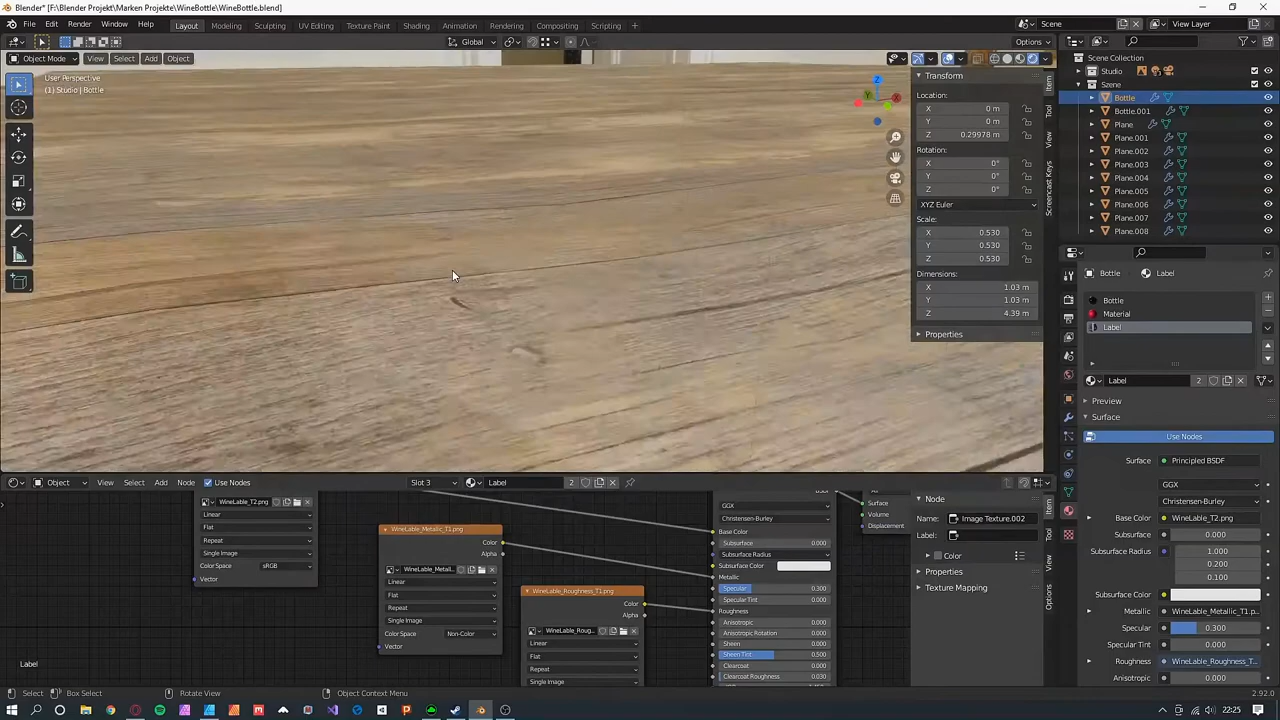 Blender* [F:\Blender Projekt\Marken Projekte\WineBottle\WineBottle.blend]
File Edit Render Window Help Layout Modeling Sculpting UV Editing Texture Paint Shading Animation Rendering Compositing Scripting Scene View Layer
Global Options
Object Mode View Select Add Object
User Perspective
(1) Studio | Bottle
Transform
Location:
X 0 m
Y 0 m
Z 0.29978 m
Rotation:
X 0°
Y 0°
Z 0°
XYZ Euler
Scale:
X 0.530
Y 0.530
Z 0.530
Dimensions:
X 1.03 m
Y 1.03 m
Z 4.39 m
Properties
Item
Tool
View
Screencast Keys
Scene Collection
Studio
Szene
Bottle
Bottle.001
Plane
Plane.001
Plane.002
Plane.003
Plane.004
Plane.005
Plane.006
Plane.007
Plane.008
Bottle Label
Bottle
Material
Label
Label 2
Preview
Surface
Use Nodes
Surface Principled BSDF
GGX
Christensen-Burley
Base Color WineLable_T2.png
Subsurface 0.000
Subsurface Radius 1.000
0.200
0.100
Subsurface Color
Metallic WineLable_Metallic_T1.p...
Specular 0.300
Specular Tint 0.000
Roughness WineLable_Roughness_T...
Anisotropic 0.000
Object View Select Add Node Use Nodes Slot 3 Label 2
WineLable_T2.png
Linear
Flat
Repeat
Single Image
Color Space sRGB
Vector
WineLable_Metallic_T1.png
Color
Alpha
WineLable_Metall...
Linear
Flat
Repeat
Single Image
Color Space Non-Color
Vector
WineLable_Roughness_T1.png
Color
Alpha
WineLable_Roug...
Linear
Flat
Repeat
Single Image
GGX
Christensen-Burley
Base Color
Subsurface 0.000
Subsurface Radius
Subsurface Color
Metallic
Specular 0.300
Specular Tint 0.000
Roughness
Anisotropic 0.000
Anisotropic Rotation 0.000
Sheen 0.000
Sheen Tint 0.500
Clearcoat 0.000
Clearcoat Roughness 0.030
Surface
Volume
Displacement
Node
Name: Image Texture.002
Label:
Color
Properties
Texture Mapping
Item
Tool
View
Options
Label
Select Box Select Rotate View Object Context Menu 2.92.0
22:25